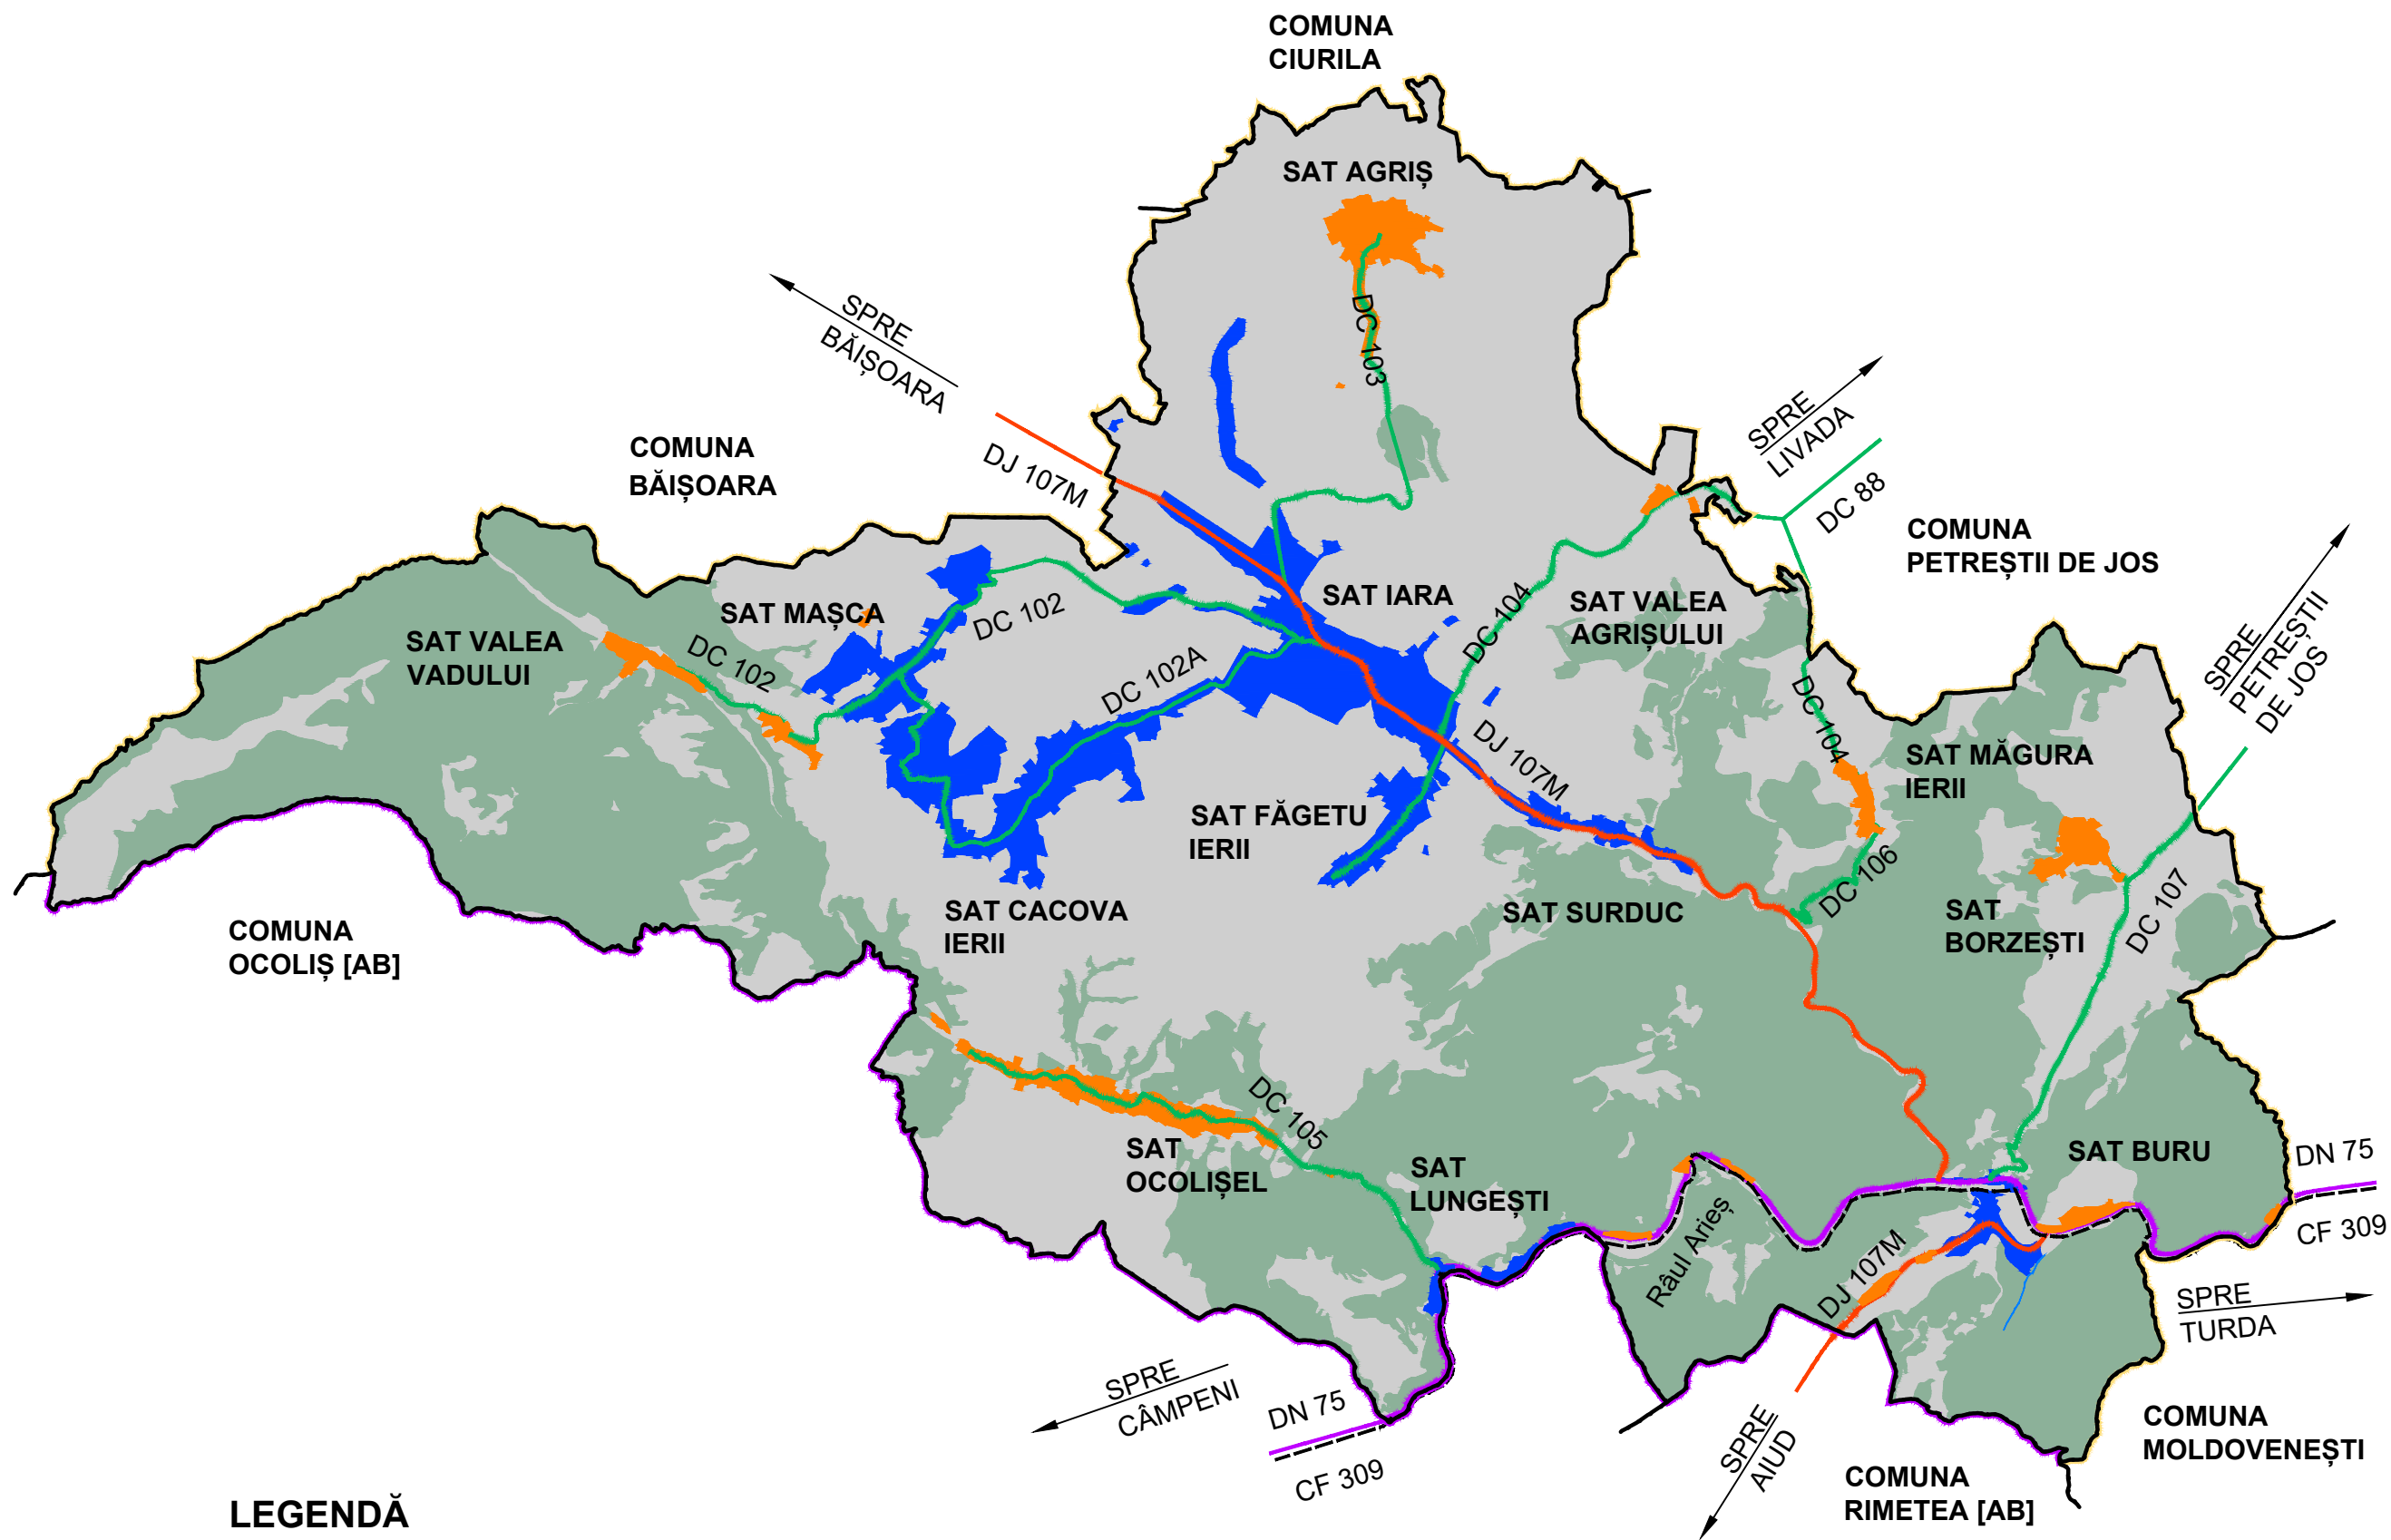 COMUNA
CIURILA
SAT AGRIȘ
DC 103
SPRE
BĂIȘOARA
COMUNA
BĂIȘOARA
DJ 107M
SPRE
LIVADA
DC 88
COMUNA
PETREȘTII DE JOS
SPRE
PETREȘTII
DE JOS
SAT MAȘCA
DC 102
SAT IARA
DC 104
SAT VALEA
AGRIȘULUI
SAT VALEA
VADULUI
DC 102
DC 102A
DC 104
DJ 107M
SAT MĂGURA
IERII
SAT FĂGETU
IERII
DC 106
SAT CACOVA
IERII
SAT SURDUC
SAT
BORZEȘTI
DC 107
COMUNA
OCOLIȘ [AB]
DC 105
SAT
OCOLIȘEL
SAT
LUNGEȘTI
SAT BURU
DN 75
CF 309
Râul Arieș
DJ 107M
SPRE
TURDA
SPRE
CÂMPENI
DN 75
CF 309
SPRE
AIUD
COMUNA
MOLDOVENEȘTI
COMUNA
RIMETEA [AB]
LEGENDĂ